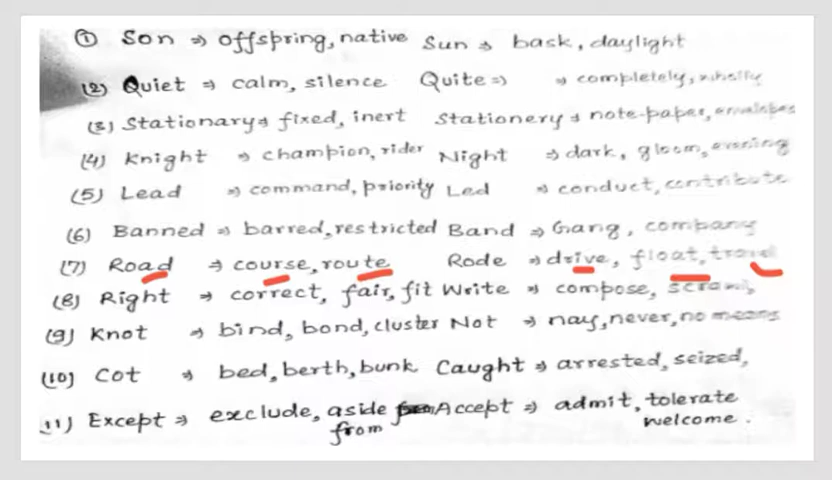 ① Son ⇒ offspring, native Sun ⇒ bask, daylight
(2) Quiet ⇒ calm, silence Quite ⇒ ⇒ completely, wholly
(3) Stationary ⇒ fixed, inert Stationery ⇒ note-paper, envelopes
(4) Knight ⇒ champion, rider Night ⇒ dark, gloom, evening
(5) Lead ⇒ command, priority Led ⇒ conduct, contribute
(6) Banned ⇒ barred, restricted Band ⇒ Gang, company
(7) Road ⇒ course, route Rode ⇒ drive, float, travel
(8) Right ⇒ correct, fair, fit Write ⇒ compose,
(9) Knot ⇒ bind, bond, cluster Not ⇒ nay, never, no means
(10) Cot ⇒ bed, berth, bunk Caught ⇒ arrested, seized,
(11) Except ⇒ exclude, aside Accept ⇒ admit, tolerate
from welcome.